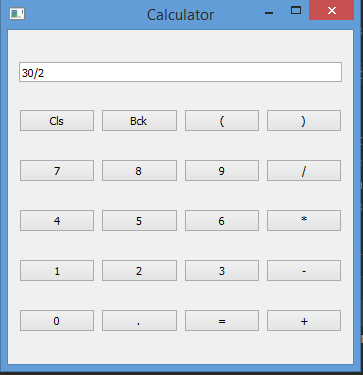 Calculator
30/2
Cls Bck ( )
7 8 9 /
4 5 6 *
1 2 3 -
0 . = +